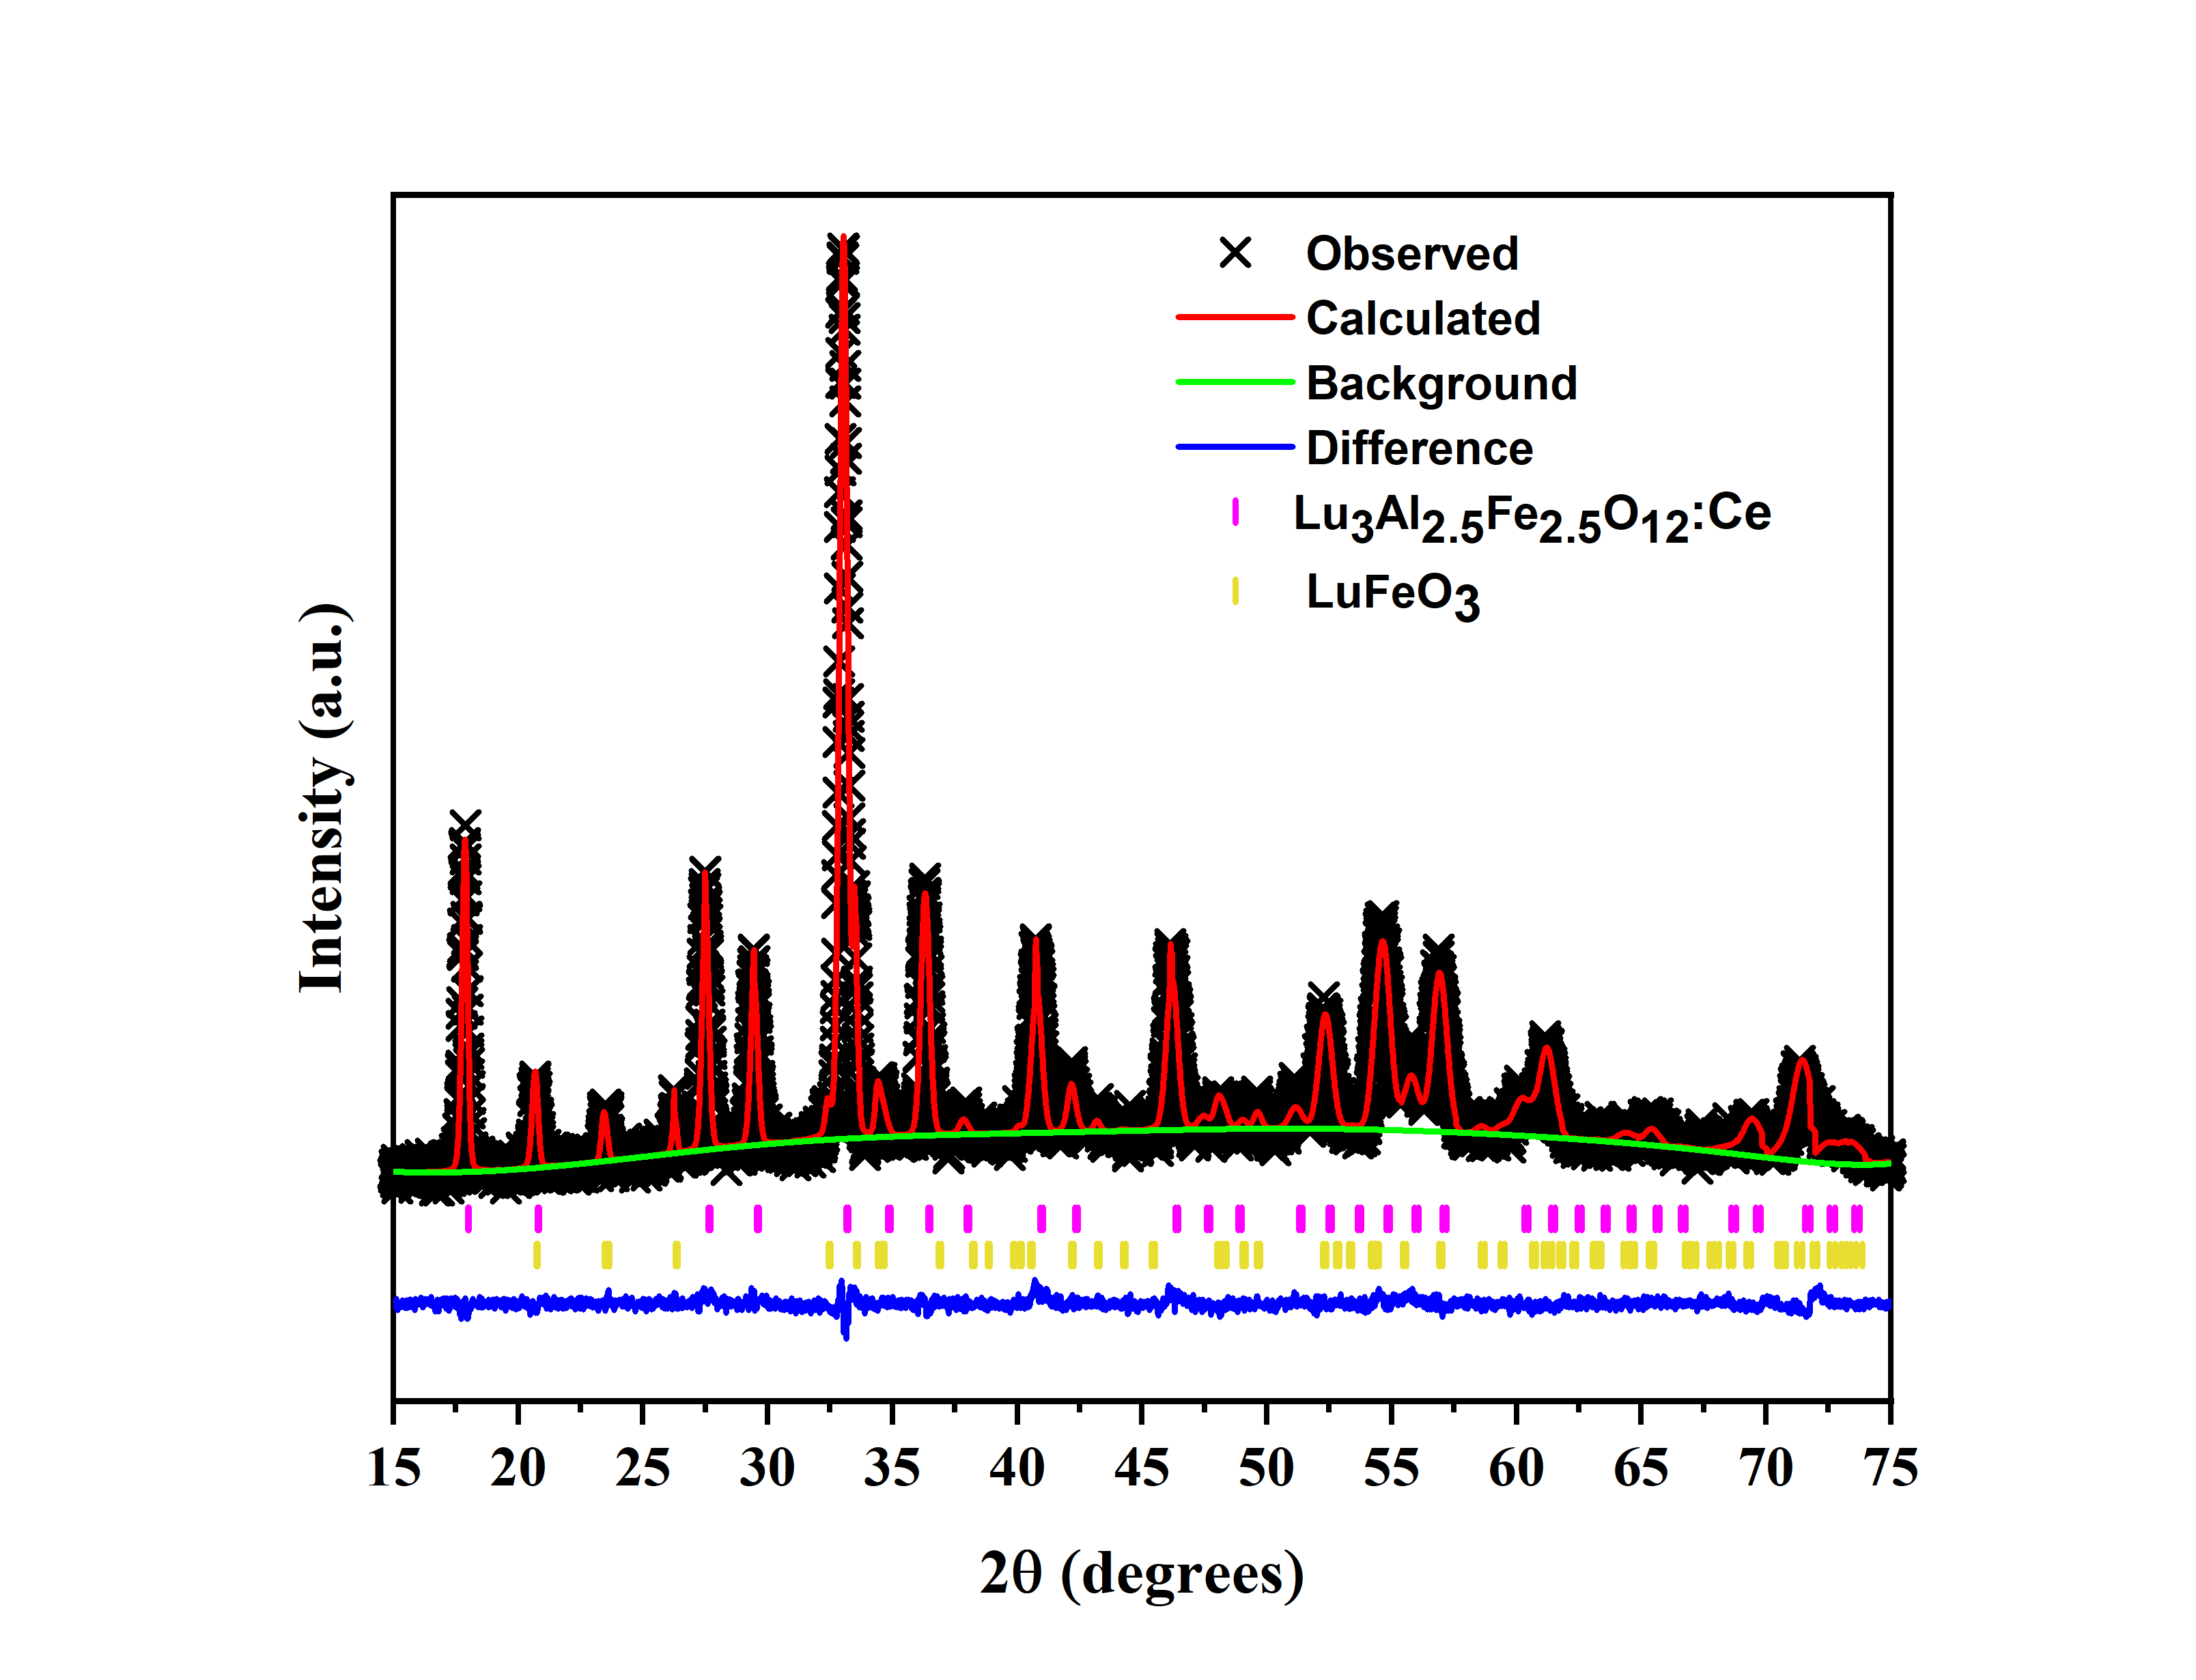 Observed
Calculated
Background
Difference
Lu3Al2.5Fe2.5O12:Ce
LuFeO3
Intensity (a.u.)
15 20 25 30 35 40 45 50 55 60 65 70 75
2θ (degrees)